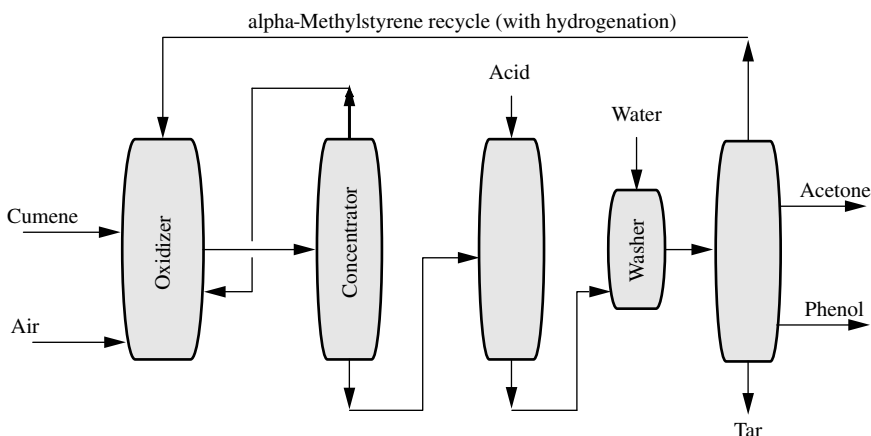 alpha-Methylstyrene recycle (with hydrogenation)
Acid
Water
Cumene
Oxidizer
Concentrator
Washer
Acetone
Air
Phenol
Tar